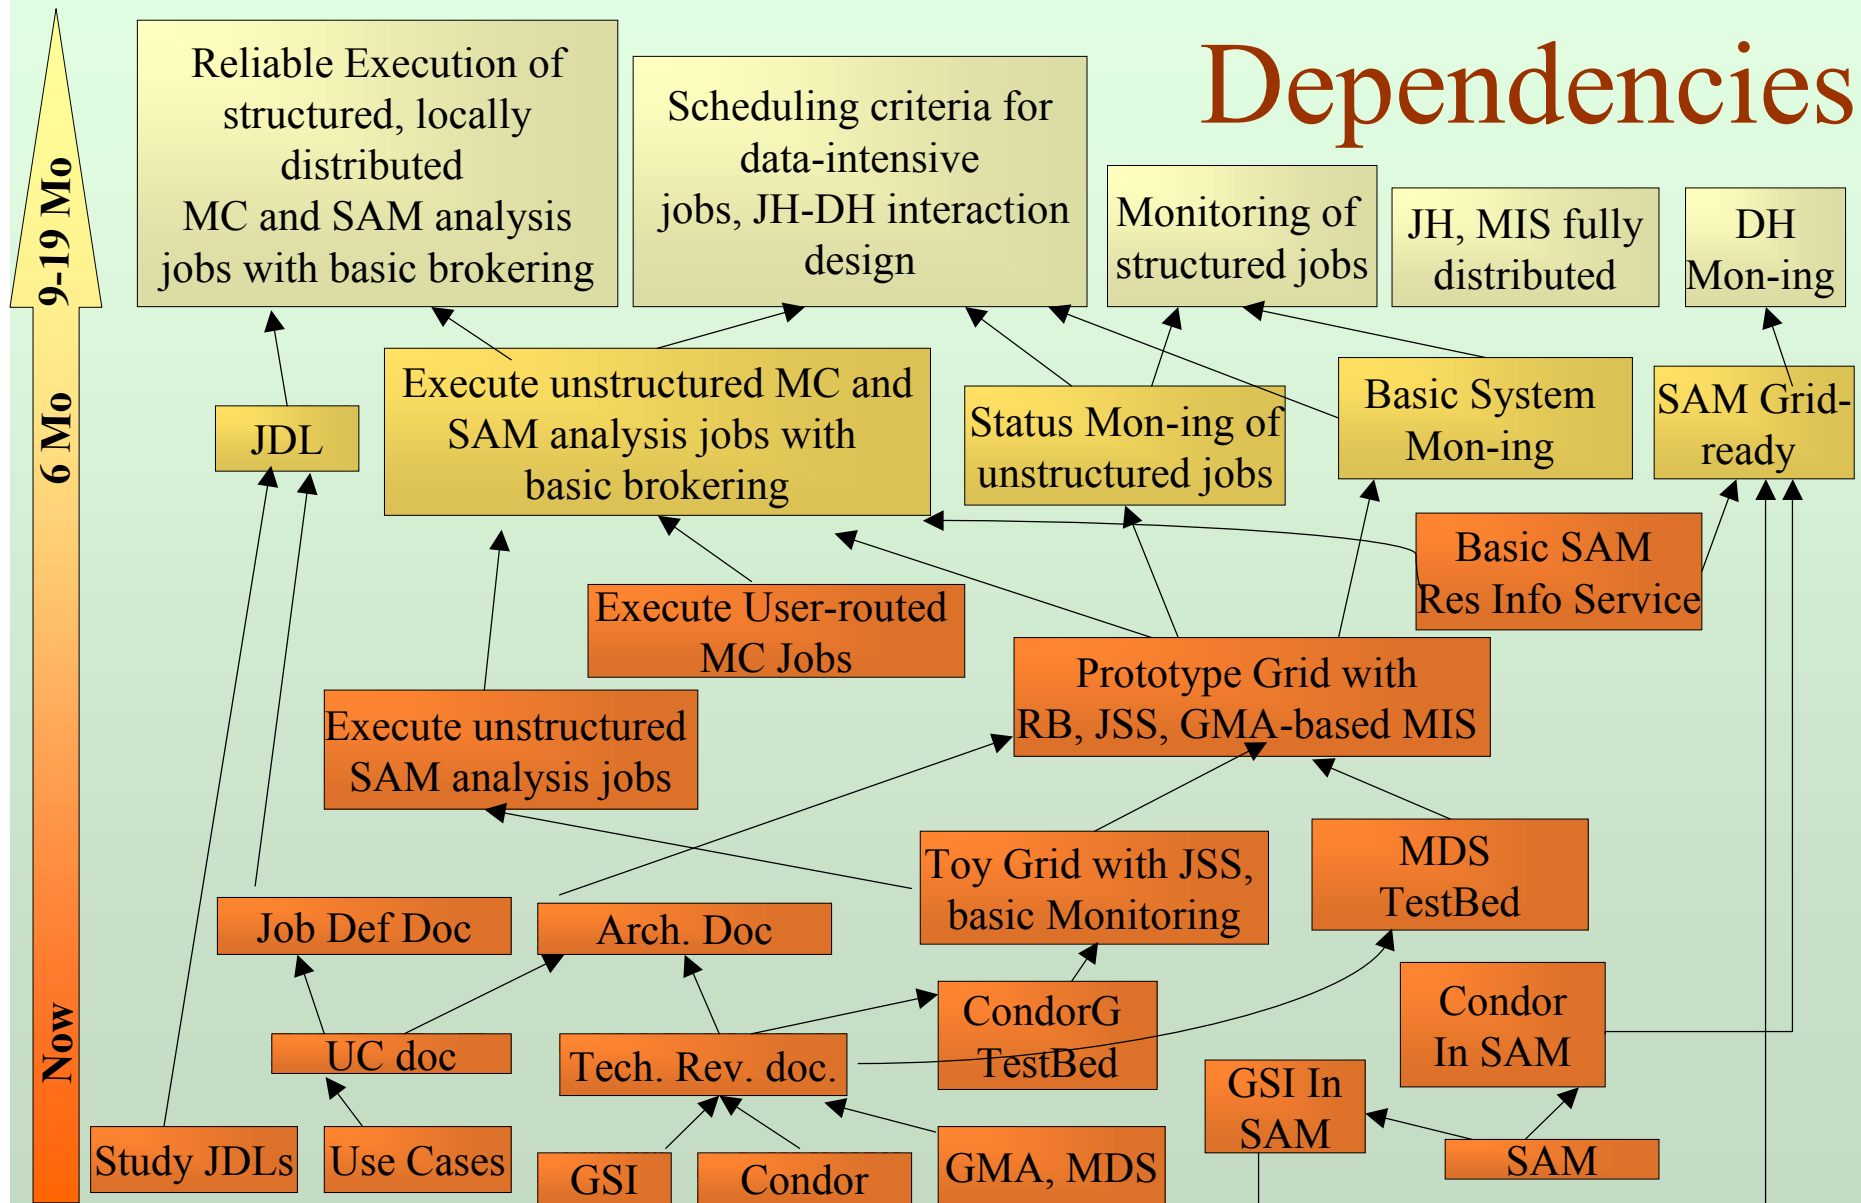 Dependencies
Reliable Execution of
structured, locally
distributed
MC and SAM analysis
jobs with basic brokering
Scheduling criteria for
data-intensive
jobs, JH-DH interaction
design
Monitoring of
structured jobs
JH, MIS fully
distributed
DH
Mon-ing
9-19 Mo
6 Mo
Now
JDL
Execute unstructured MC and
SAM analysis jobs with
basic brokering
Status Mon-ing of
unstructured jobs
Basic System
Mon-ing
SAM Grid-
ready
Basic SAM
Res Info Service
Execute User-routed
MC Jobs
Prototype Grid with
RB, JSS, GMA-based MIS
Execute unstructured
SAM analysis jobs
Toy Grid with JSS,
basic Monitoring
MDS
TestBed
Job Def Doc
Arch. Doc
CondorG
TestBed
Condor
In SAM
UC doc
Tech. Rev. doc.
GSI In
SAM
Study JDLs
Use Cases
GSI
Condor
GMA, MDS
SAM